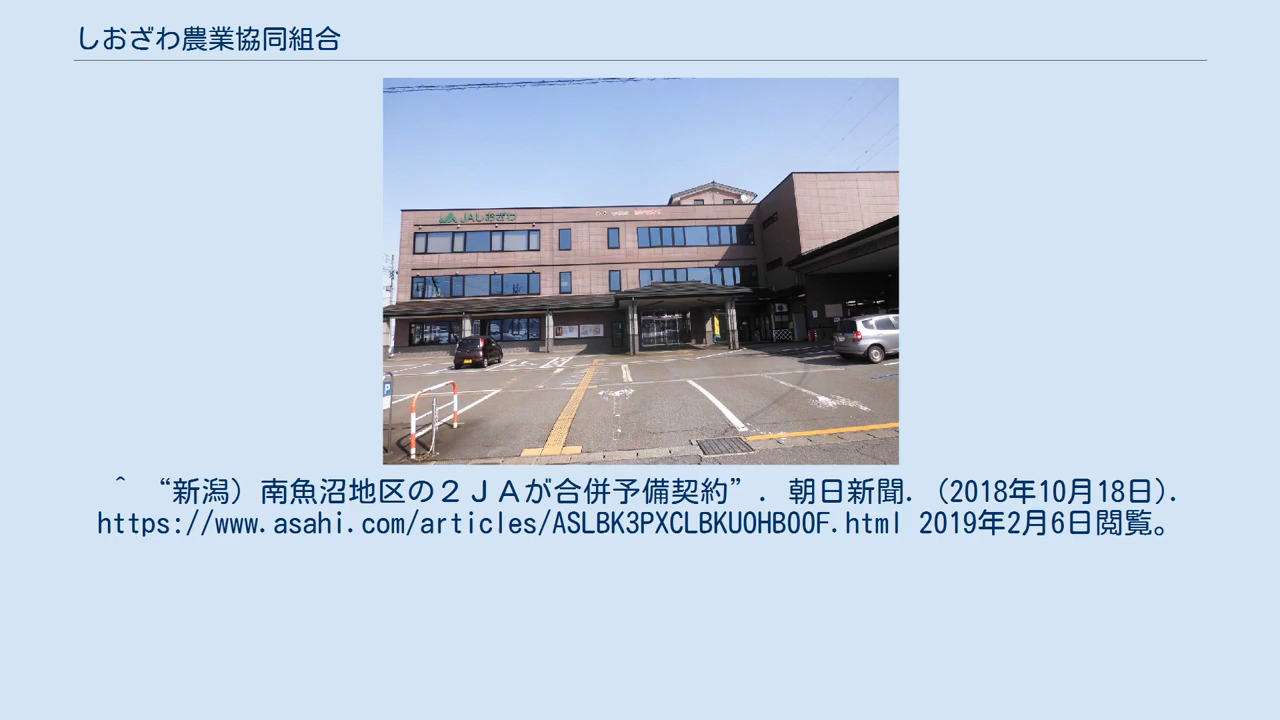 しおざわ農業協同組合
JAしおざわ
P
^ “新潟）南魚沼地区の２ＪＡが合併予備契約”. 朝日新聞. (2018年10月18日).
https://www.asahi.com/articles/ASLBK3PXCLBKUOHB00F.html 2019年2月6日閲覧。